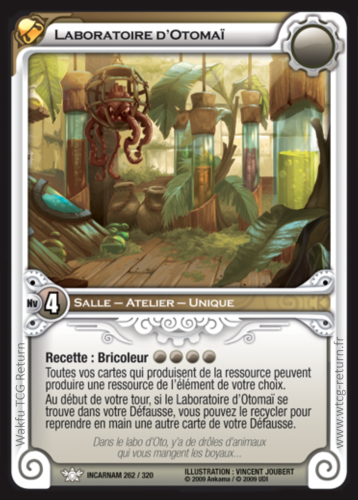 Laboratoire d'Otomaï
Nv 4
Salle – Atelier – Unique
Recette : Bricoleur
Toutes vos cartes qui produisent de la ressource peuvent
produire une ressource de l'élément de votre choix.
Au début de votre tour, si le Laboratoire d'Otomaï se
trouve dans votre Défausse, vous pouvez le recycler pour
reprendre en main une autre carte de votre Défausse.
Dans le labo d'Oto, y'a de drôles d'animaux
qui vous mangent les boyaux...
INCARNAM 262 / 320
ILLUSTRATION : VINCENT JOUBERT
© 2009 Ankama / © 2009 UDI
Wakfu TCG Return
www.wtcg-return.fr